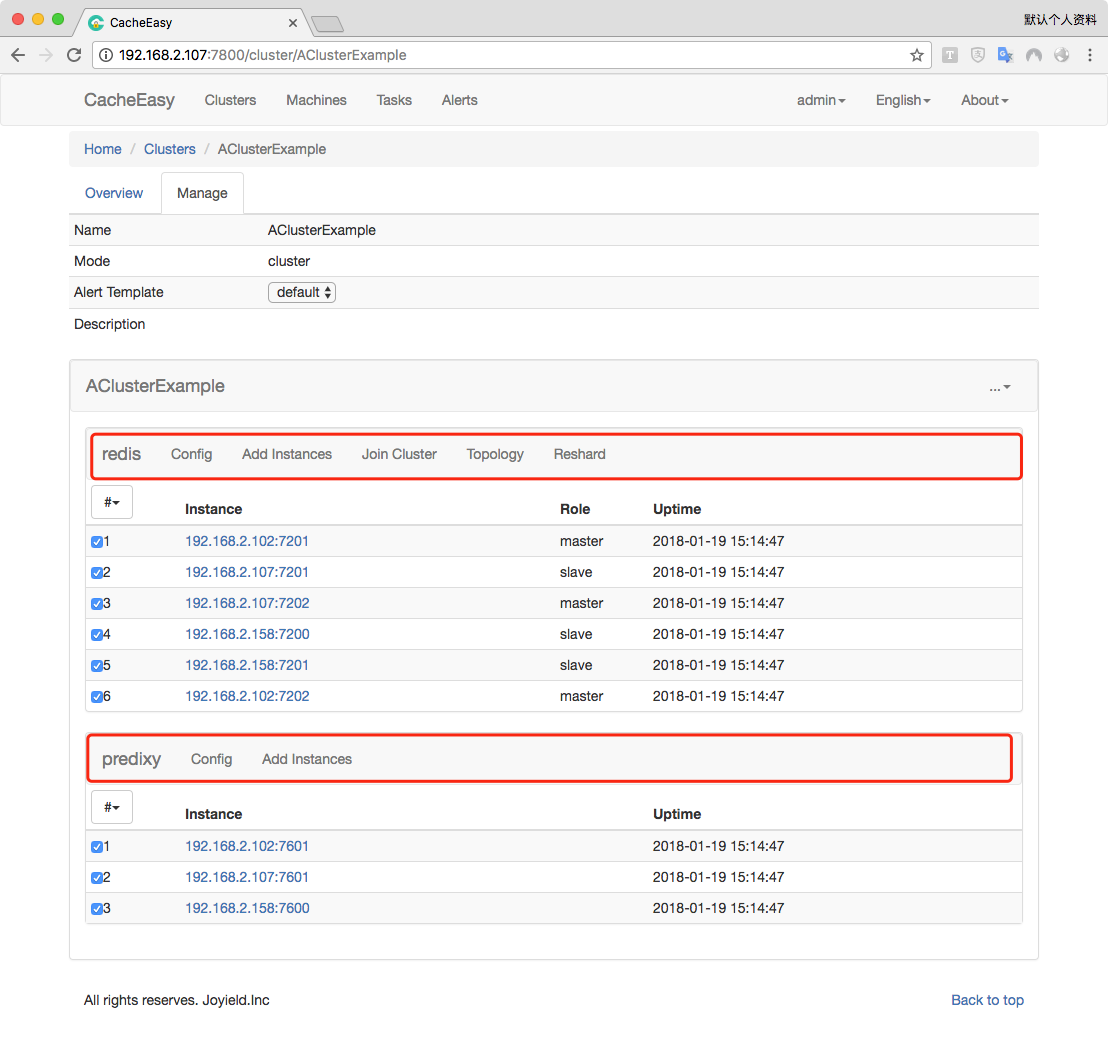 CacheEasy
默认个人资料
192.168.2.107:7800/cluster/AClusterExample
CacheEasy Clusters Machines Tasks Alerts admin English About
Home / Clusters / AClusterExample
Overview Manage
Name AClusterExample
Mode cluster
Alert Template default
Description
AClusterExample ...
redis Config Add Instances Join Cluster Topology Reshard
# Instance Role Uptime
1 192.168.2.102:7201 master 2018-01-19 15:14:47
2 192.168.2.107:7201 slave 2018-01-19 15:14:47
3 192.168.2.107:7202 master 2018-01-19 15:14:47
4 192.168.2.158:7200 slave 2018-01-19 15:14:47
5 192.168.2.158:7201 slave 2018-01-19 15:14:47
6 192.168.2.102:7202 master 2018-01-19 15:14:47
predixy Config Add Instances
# Instance Uptime
1 192.168.2.102:7601 2018-01-19 15:14:47
2 192.168.2.107:7601 2018-01-19 15:14:47
3 192.168.2.158:7600 2018-01-19 15:14:47
All rights reserves. Joyield.Inc Back to top